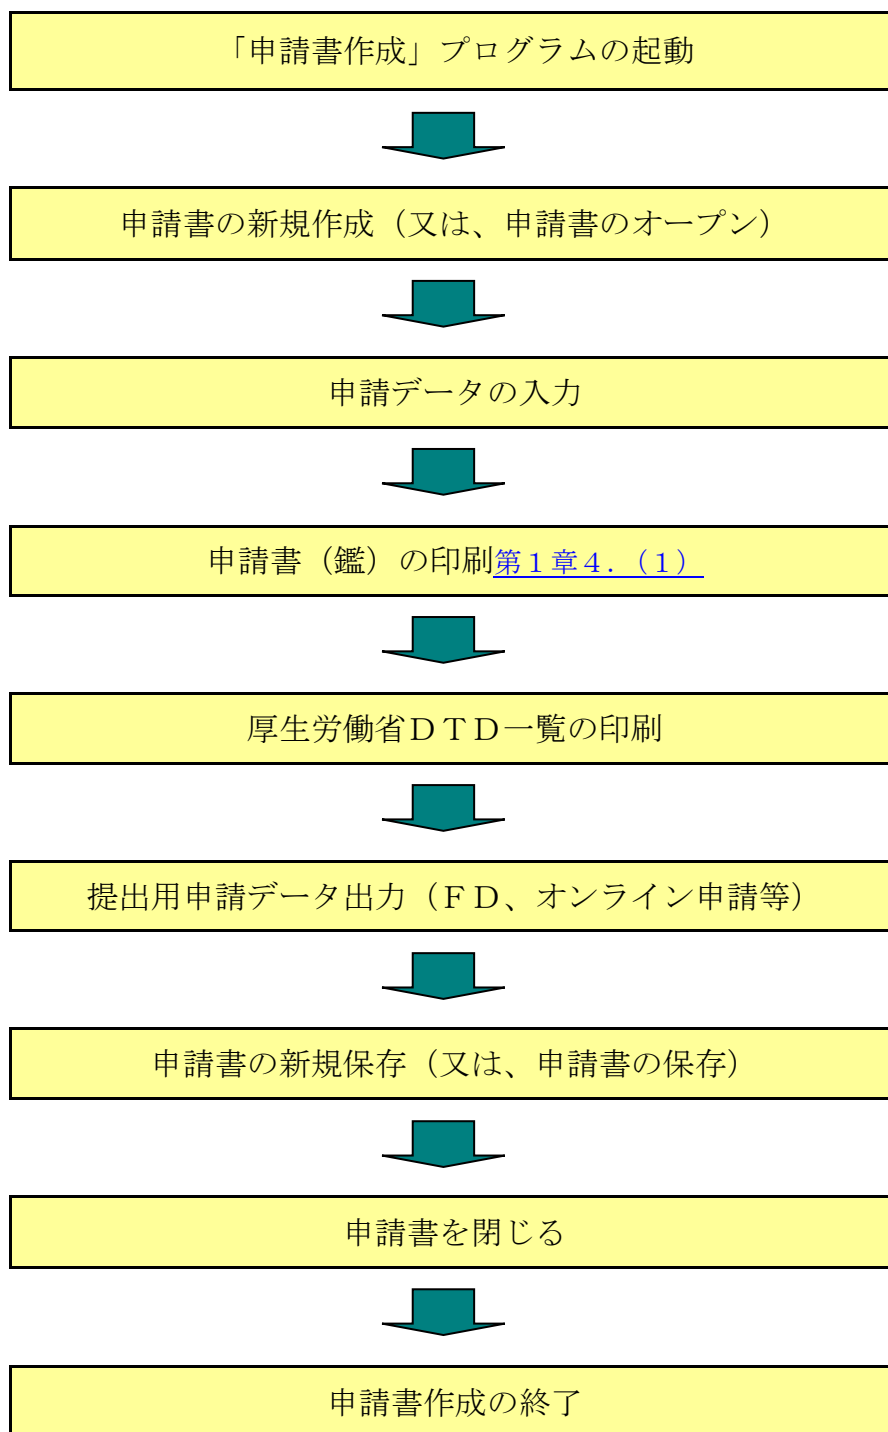 「申請書作成」プログラムの起動
申請書の新規作成（又は、申請書のオープン）
申請データの入力
申請書（鑑）の印刷第１章４．（１）
厚生労働省ＤＴＤ一覧の印刷
提出用申請データ出力（ＦＤ、オンライン申請等）
申請書の新規保存（又は、申請書の保存）
申請書を閉じる
申請書作成の終了